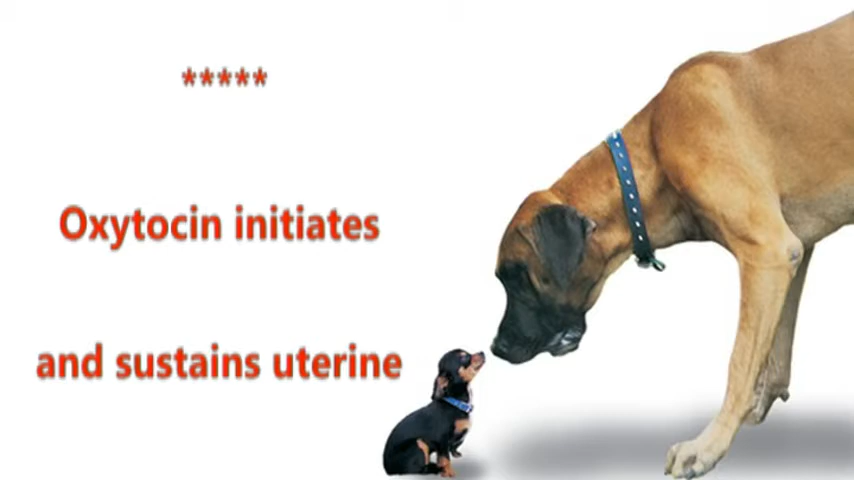 *****
Oxytocin initiates
and sustains uterine